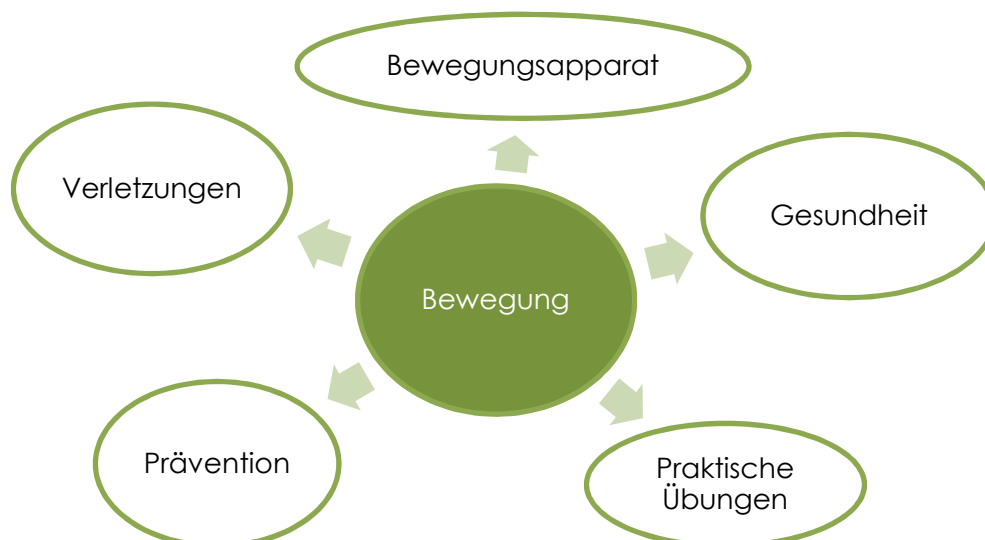 Bewegungsapparat
Verletzungen
Gesundheit
Bewegung
Prävention
Praktische
Übungen